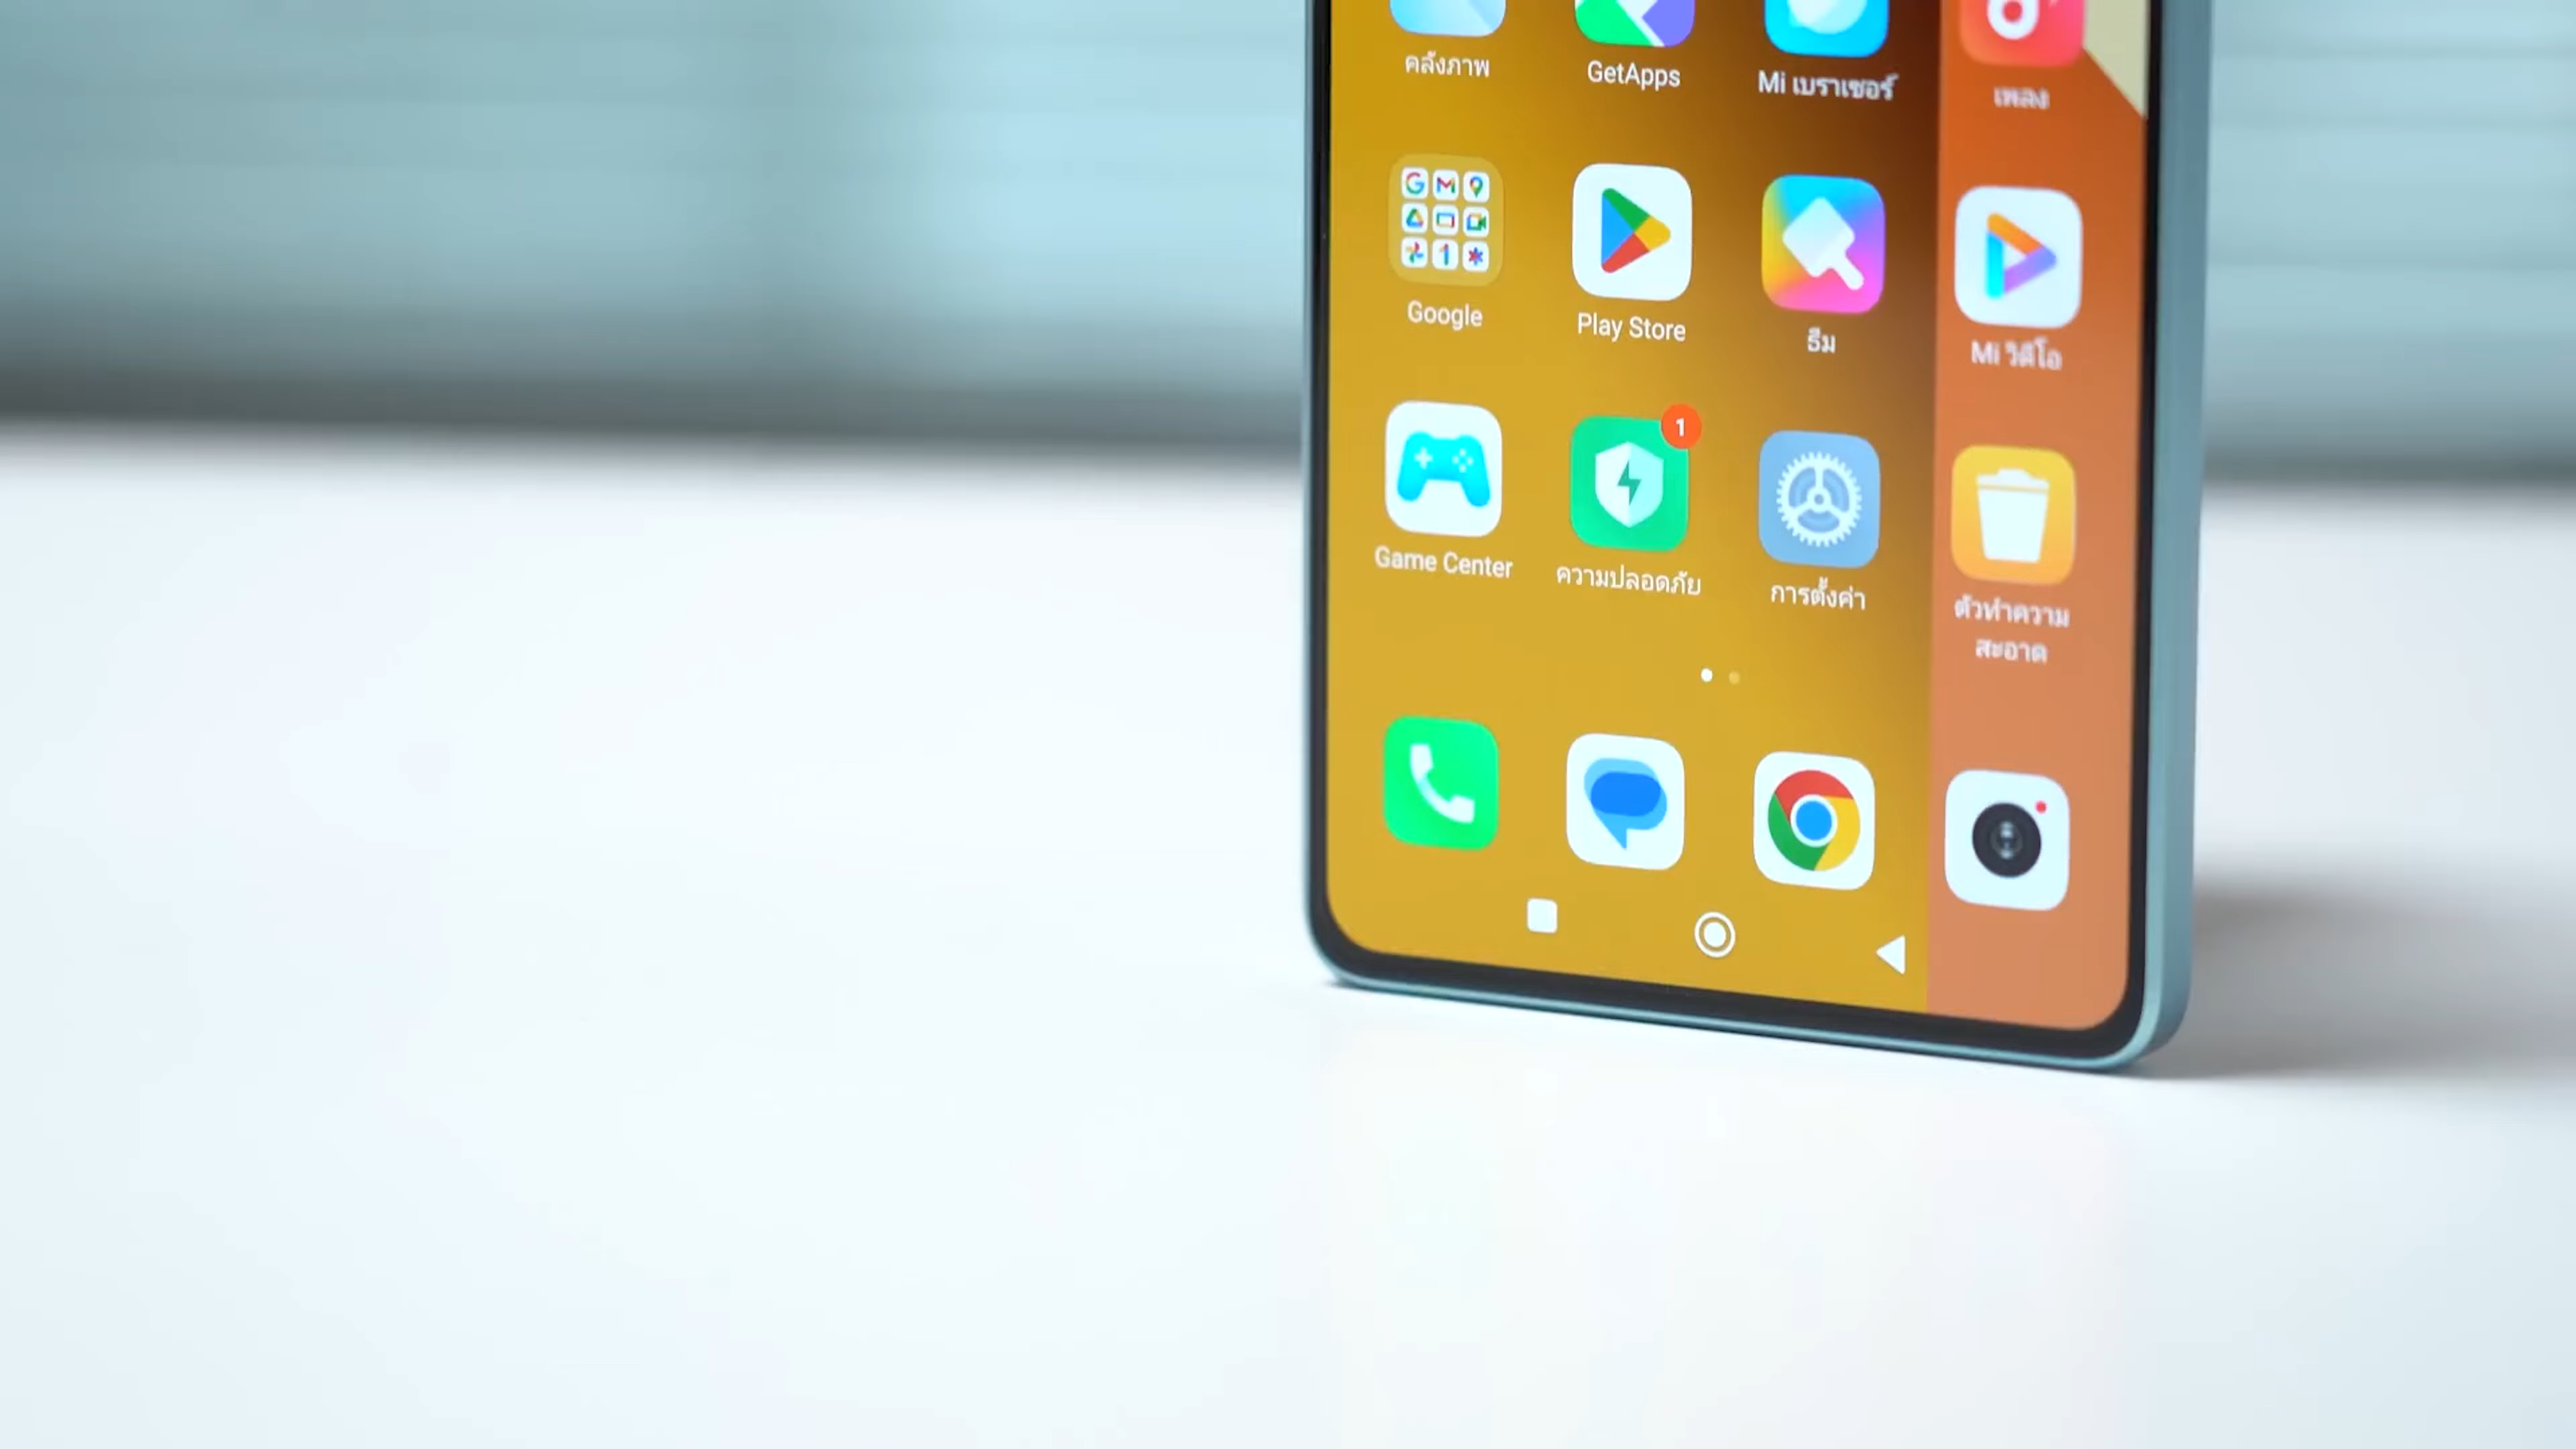 คลังภาพ
GetApps
Mi เบราเซอร์
เพลง
Google
Play Store
ธีม
Mi วิดีโอ
1
Game Center
ความปลอดภัย
การตั้งค่า
ตัวทำความ
สะอาด